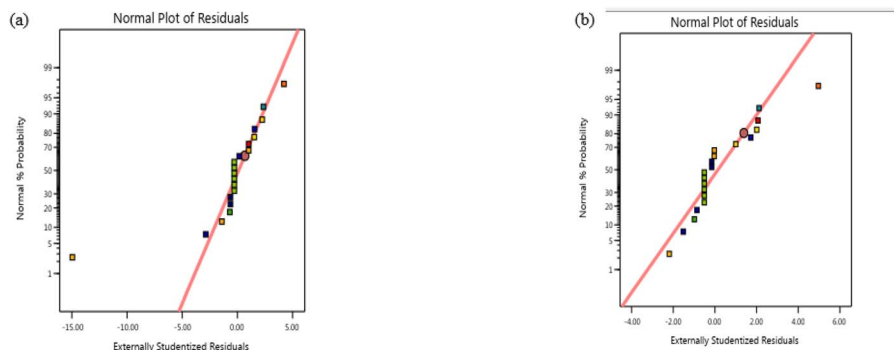 (a)
Normal Plot of Residuals
Normal % Probability
99
95
90
80
70
50
30
20
10
5
1
-15.00 -10.00 -5.00 0.00 5.00
Externally Studentized Residuals
(b)
Normal Plot of Residuals
Normal % Probability
99
95
90
80
70
50
30
20
10
5
1
-4.00 -2.00 0.00 2.00 4.00 6.00
Externally Studentized Residuals